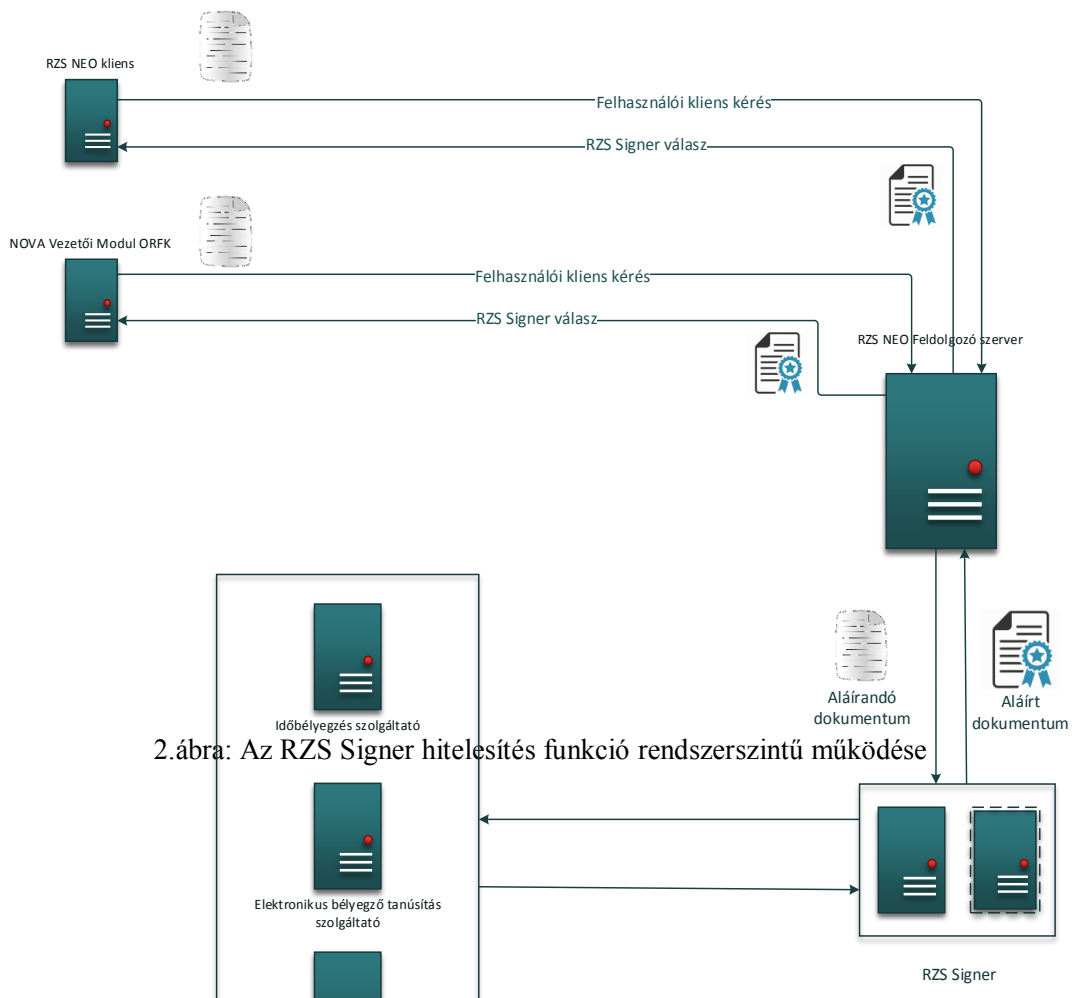 RZS NEO kliens
Felhasználói kliens kérés
RZS Signer válasz
NOVA Vezetői Modul ORFK
Felhasználói kliens kérés
RZS Signer válasz
RZS NEO Feldolgozó szerver
Aláírandó
dokumentum
Aláírt
dokumentum
Időbélyegzés szolgáltató
2.ábra: Az RZS Signer hitelesítés funkció rendszerszintű működése
Elektronikus bélyegző tanúsítás
szolgáltató
RZS Signer